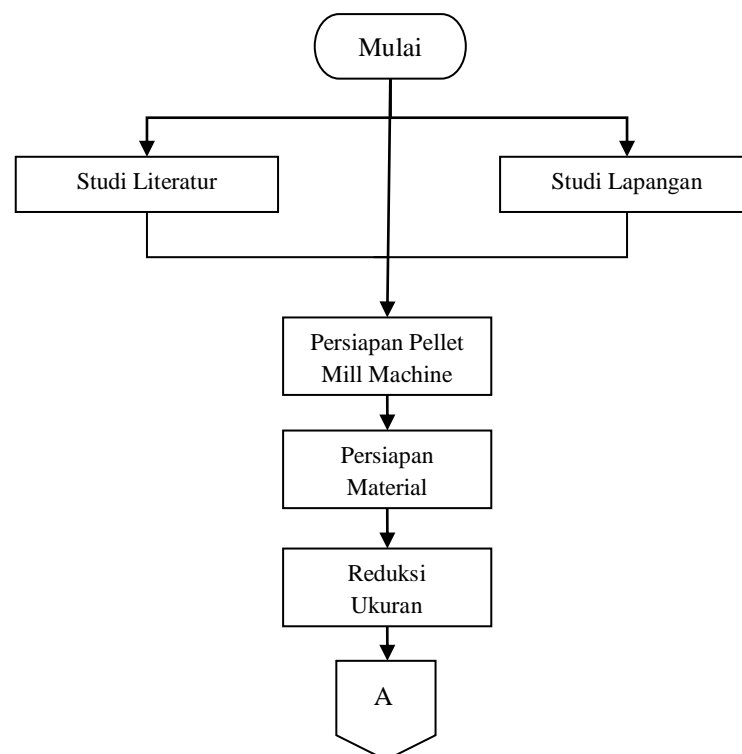 Mulai
Studi Literatur
Studi Lapangan
Persiapan Pellet
Mill Machine
Persiapan
Material
Reduksi
Ukuran
A